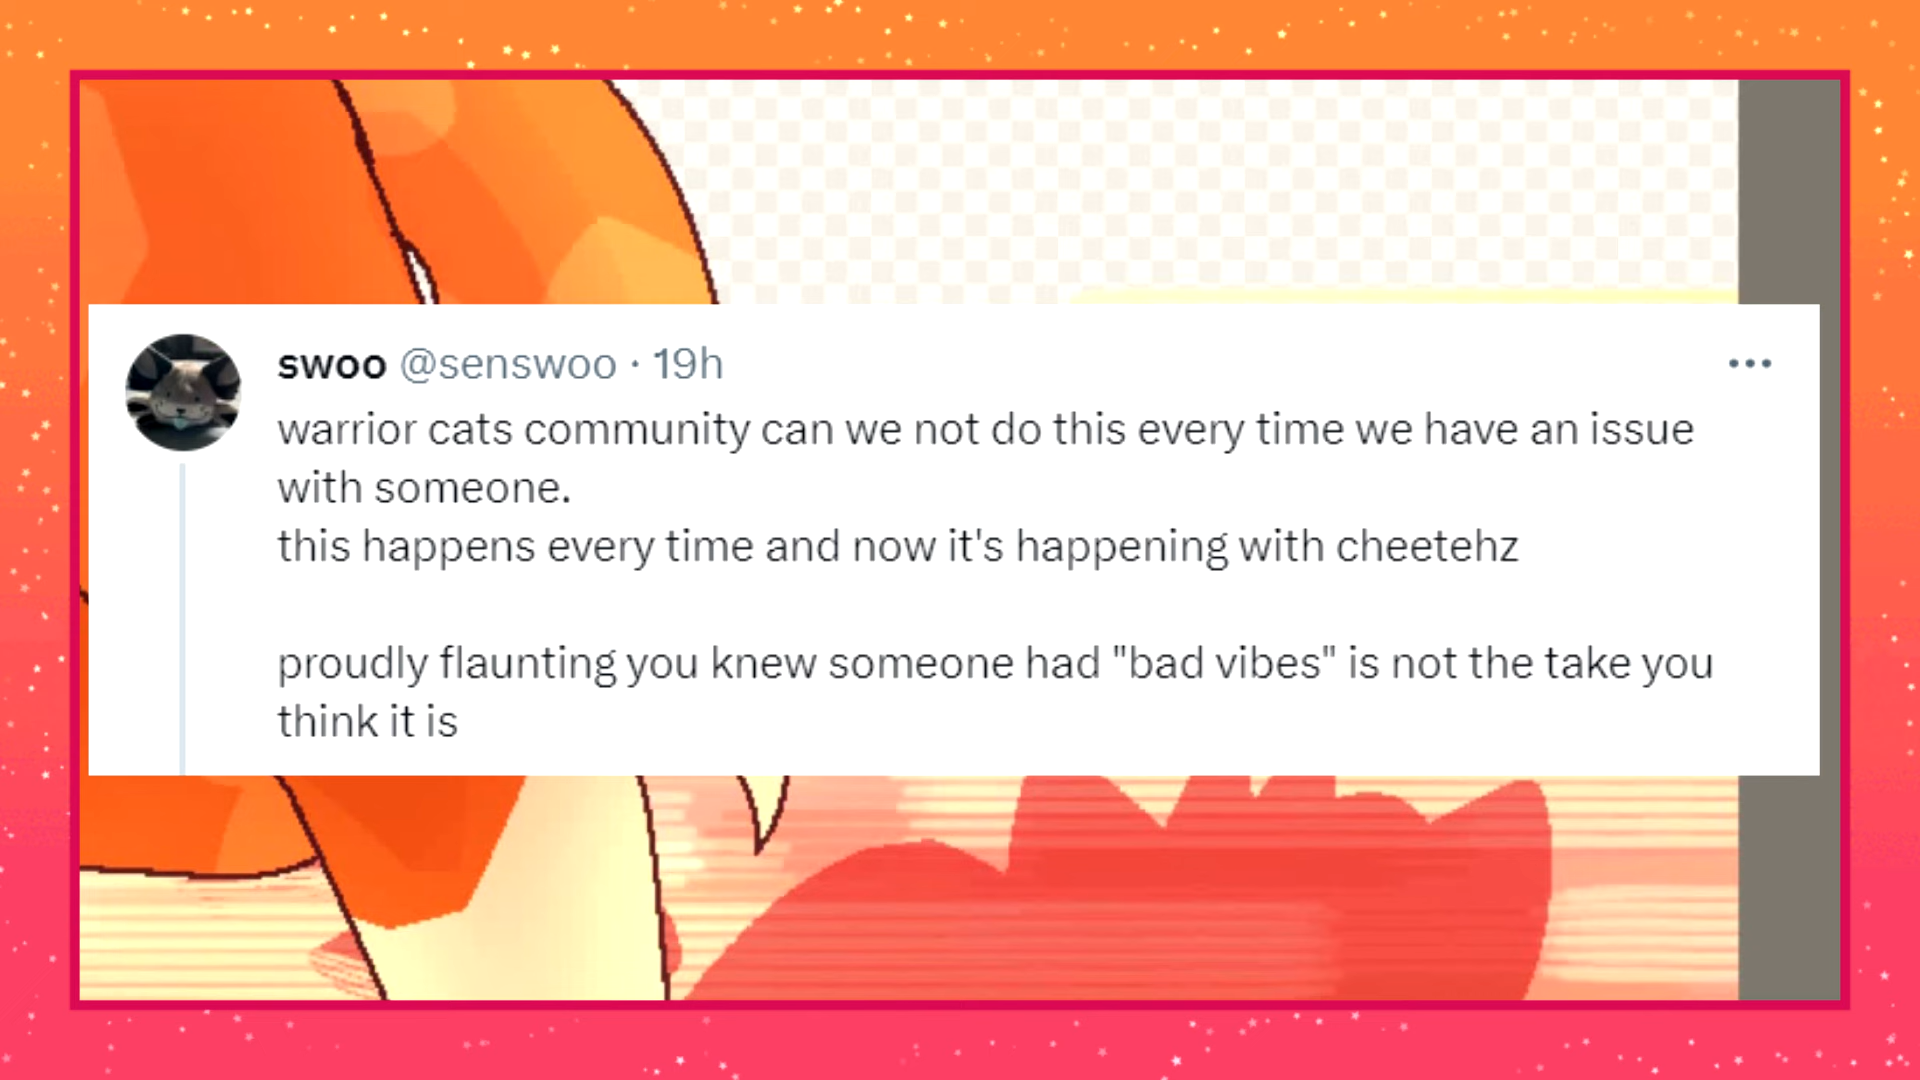 swoo @senswoo · 19h
warrior cats community can we not do this every time we have an issue
with someone.
this happens every time and now it's happening with cheetehz
proudly flaunting you knew someone had "bad vibes" is not the take you
think it is